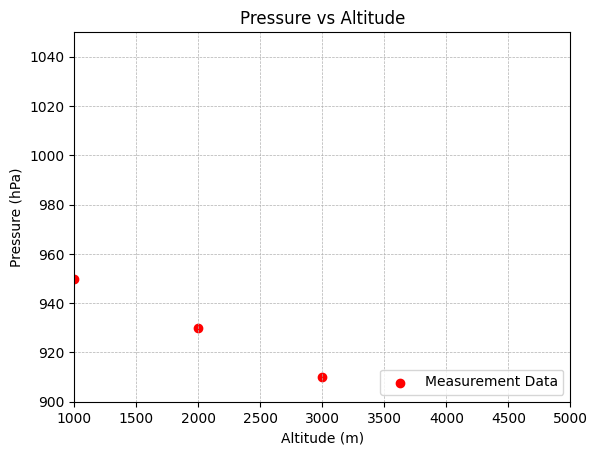 Pressure vs Altitude
Pressure (hPa)
1040
1020
1000
980
960
940
920
900
Measurement Data
1000 1500 2000 2500 3000 3500 4000 4500 5000
Altitude (m)